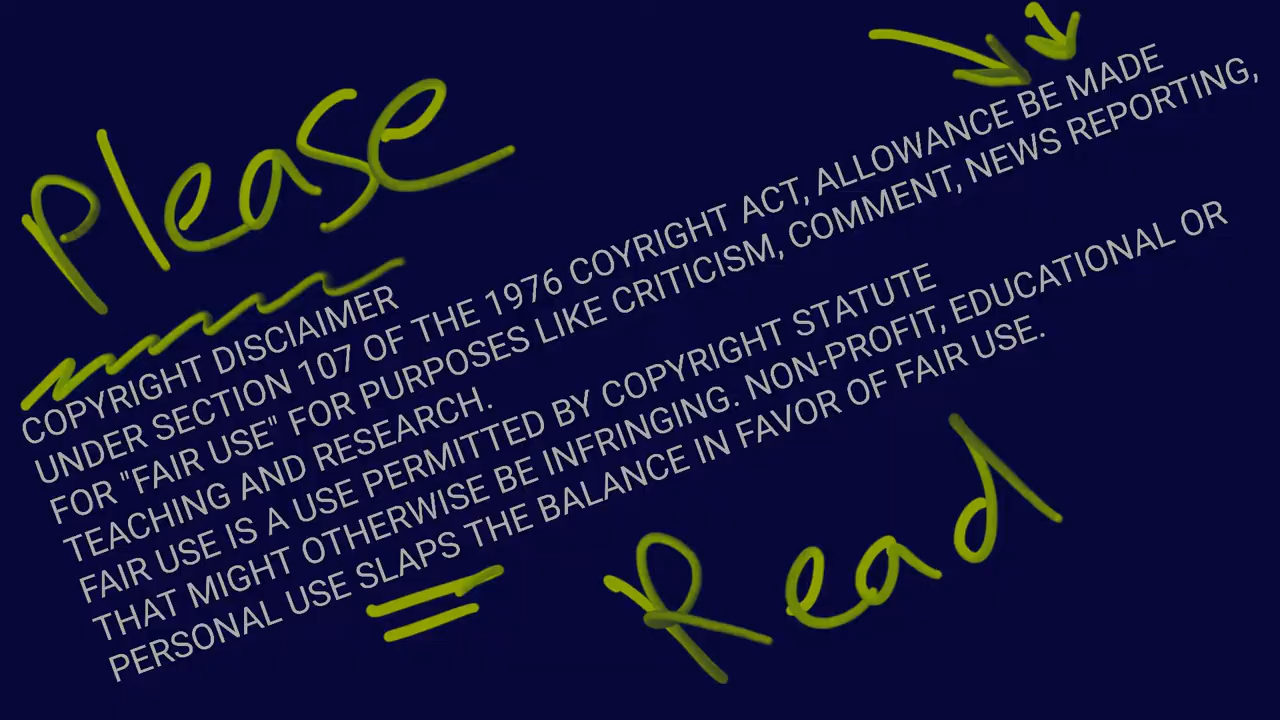 Please
COPYRIGHT DISCIAIMER
UNDER SECTION 107 OF THE 1976 COYRIGHT ACT, ALLOWANCE BE MADE
FOR "FAIR USE" FOR PURPOSES LIKE CRITICISM, COMMENT, NEWS REPORTING,
TEACHING AND RESEARCH.
FAIR USE IS A USE PERMITTED BY COPYRIGHT STATUTE
THAT MIGHT OTHERWISE BE INFRINGING. NON-PROFIT, EDUCATIONAL OR
PERSONAL USE SLAPS THE BALANCE IN FAVOR OF FAIR USE.
Read